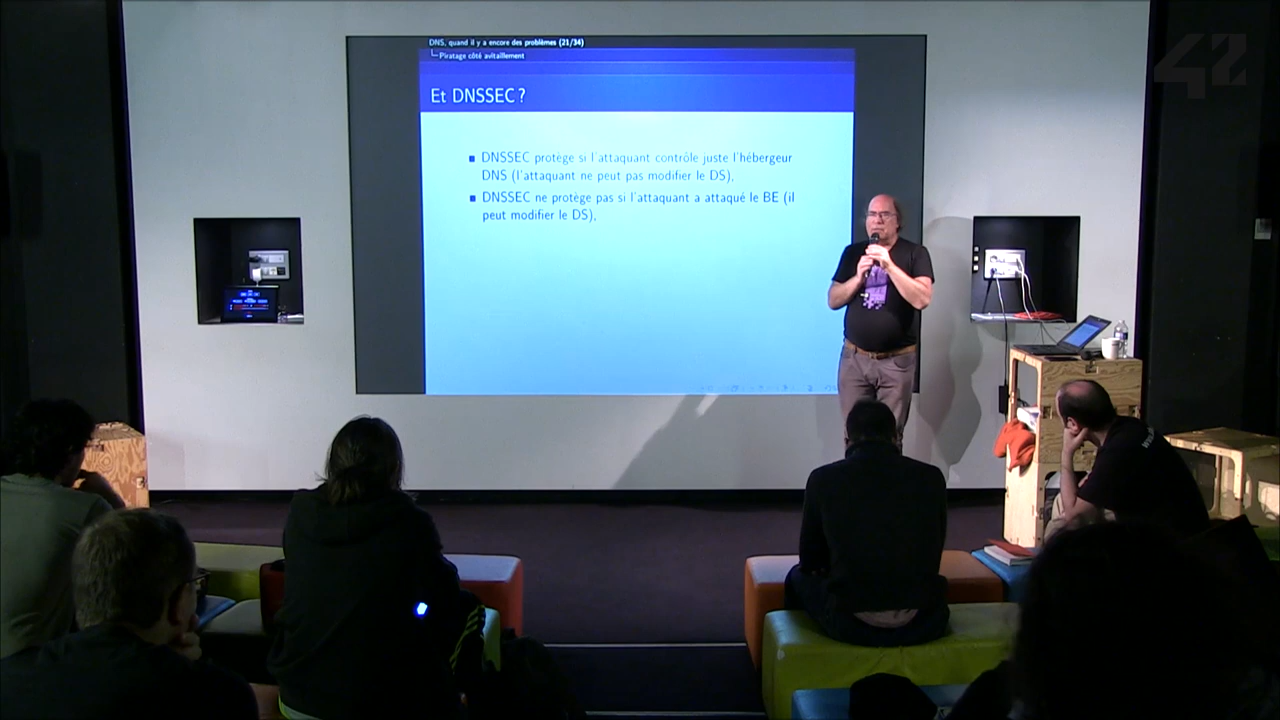 DNS, quand il y a encore des problèmes (21/34)
Piratage côté avitaillement
Et DNSSEC ?
DNSSEC protège si l'attaquant contrôle juste l'hébergeur
DNS (l'attaquant ne peut pas modifier le DS),
DNSSEC ne protège pas si l'attaquant a attaqué le BE (il
peut modifier le DS),
42